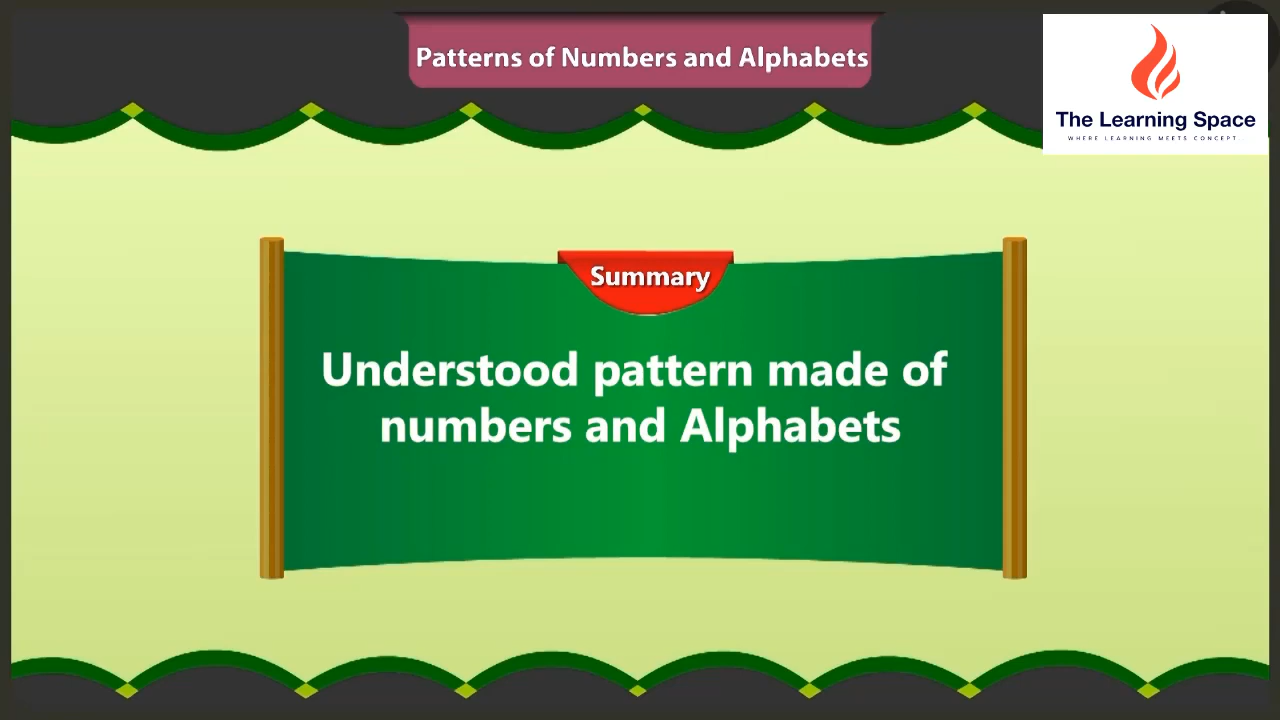 Patterns of Numbers and Alphabets
The Learning Space
WHERE LEARNING MEETS CONCEPT
Summary
Understood pattern made of
numbers and Alphabets